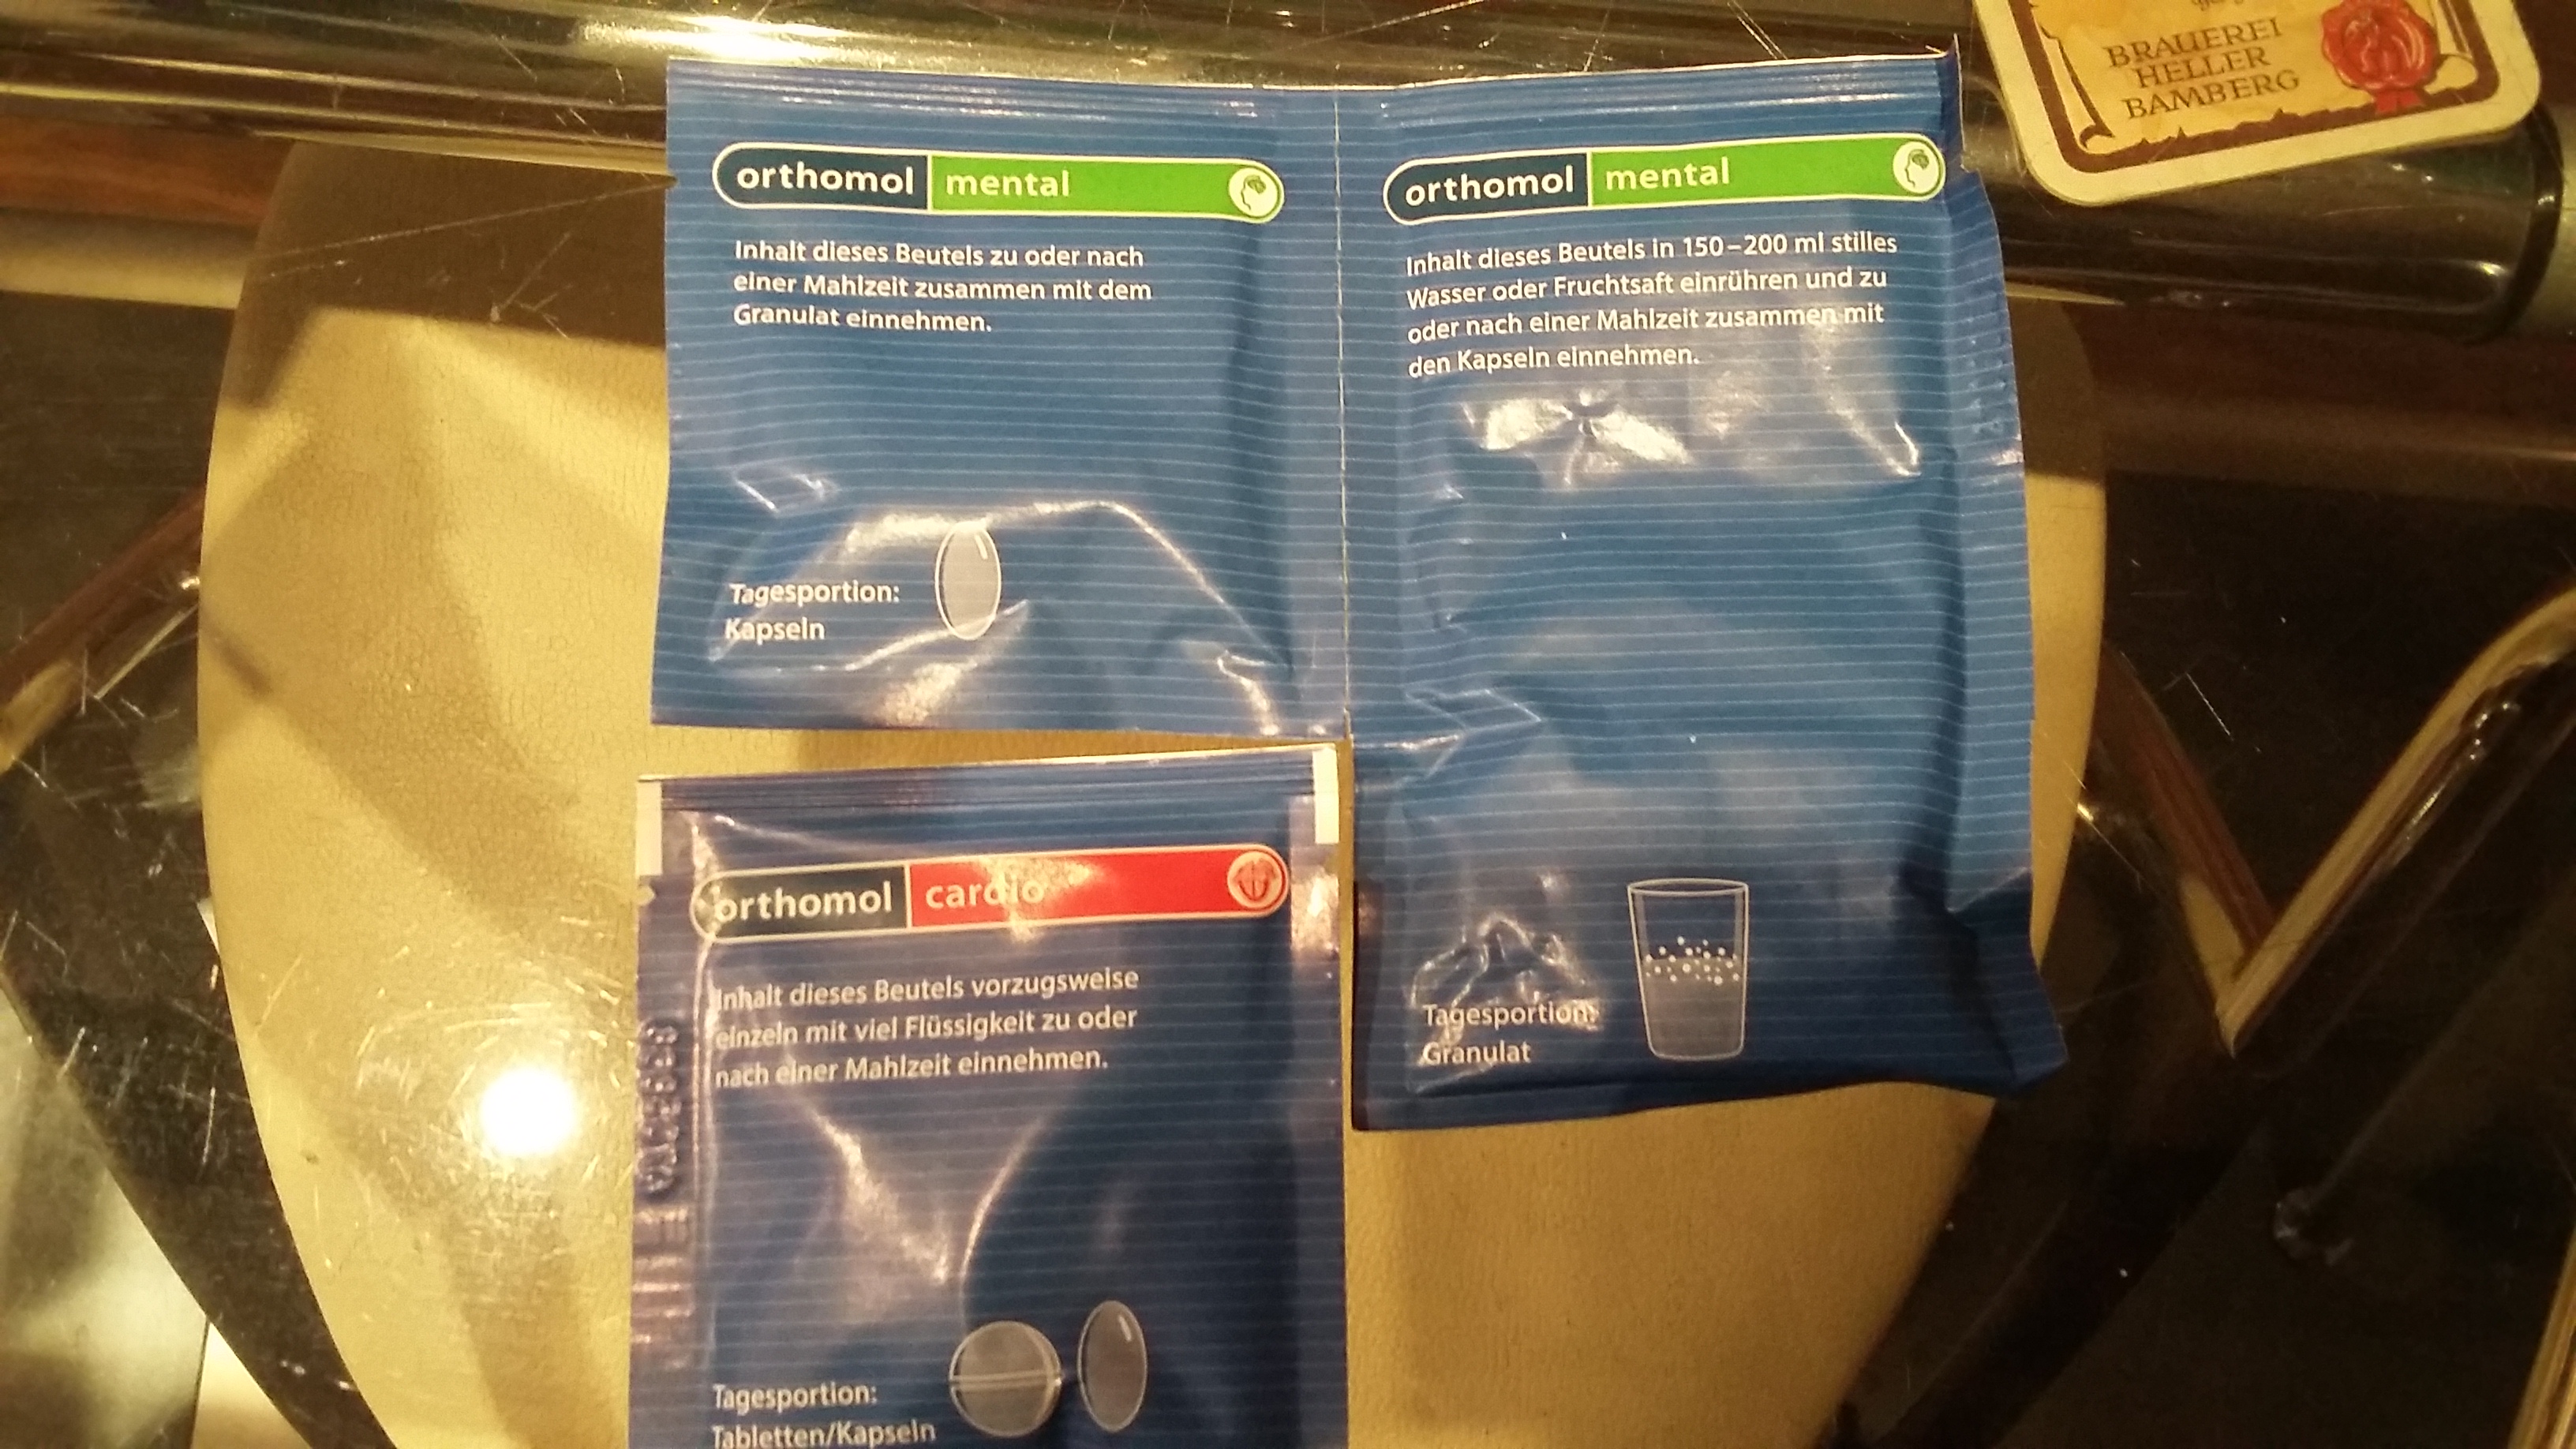 orthomol mental
Inhalt dieses Beutels zu oder nach
einer Mahlzeit zusammen mit dem
Granulat einnehmen.
Tagesportion:
Kapseln
orthomol mental
Inhalt dieses Beutels in 150–200 ml stilles
Wasser oder Fruchtsaft einrühren und zu
oder nach einer Mahlzeit zusammen mit
den Kapseln einnehmen.
Tagesportion:
Granulat
orthomol cardio
Inhalt dieses Beutels vorzugsweise
einzeln mit viel Flüssigkeit zu oder
nach einer Mahlzeit einnehmen.
Tagesportion:
Tabletten/Kapseln
BRAUEREI
HELLER
BAMBERG